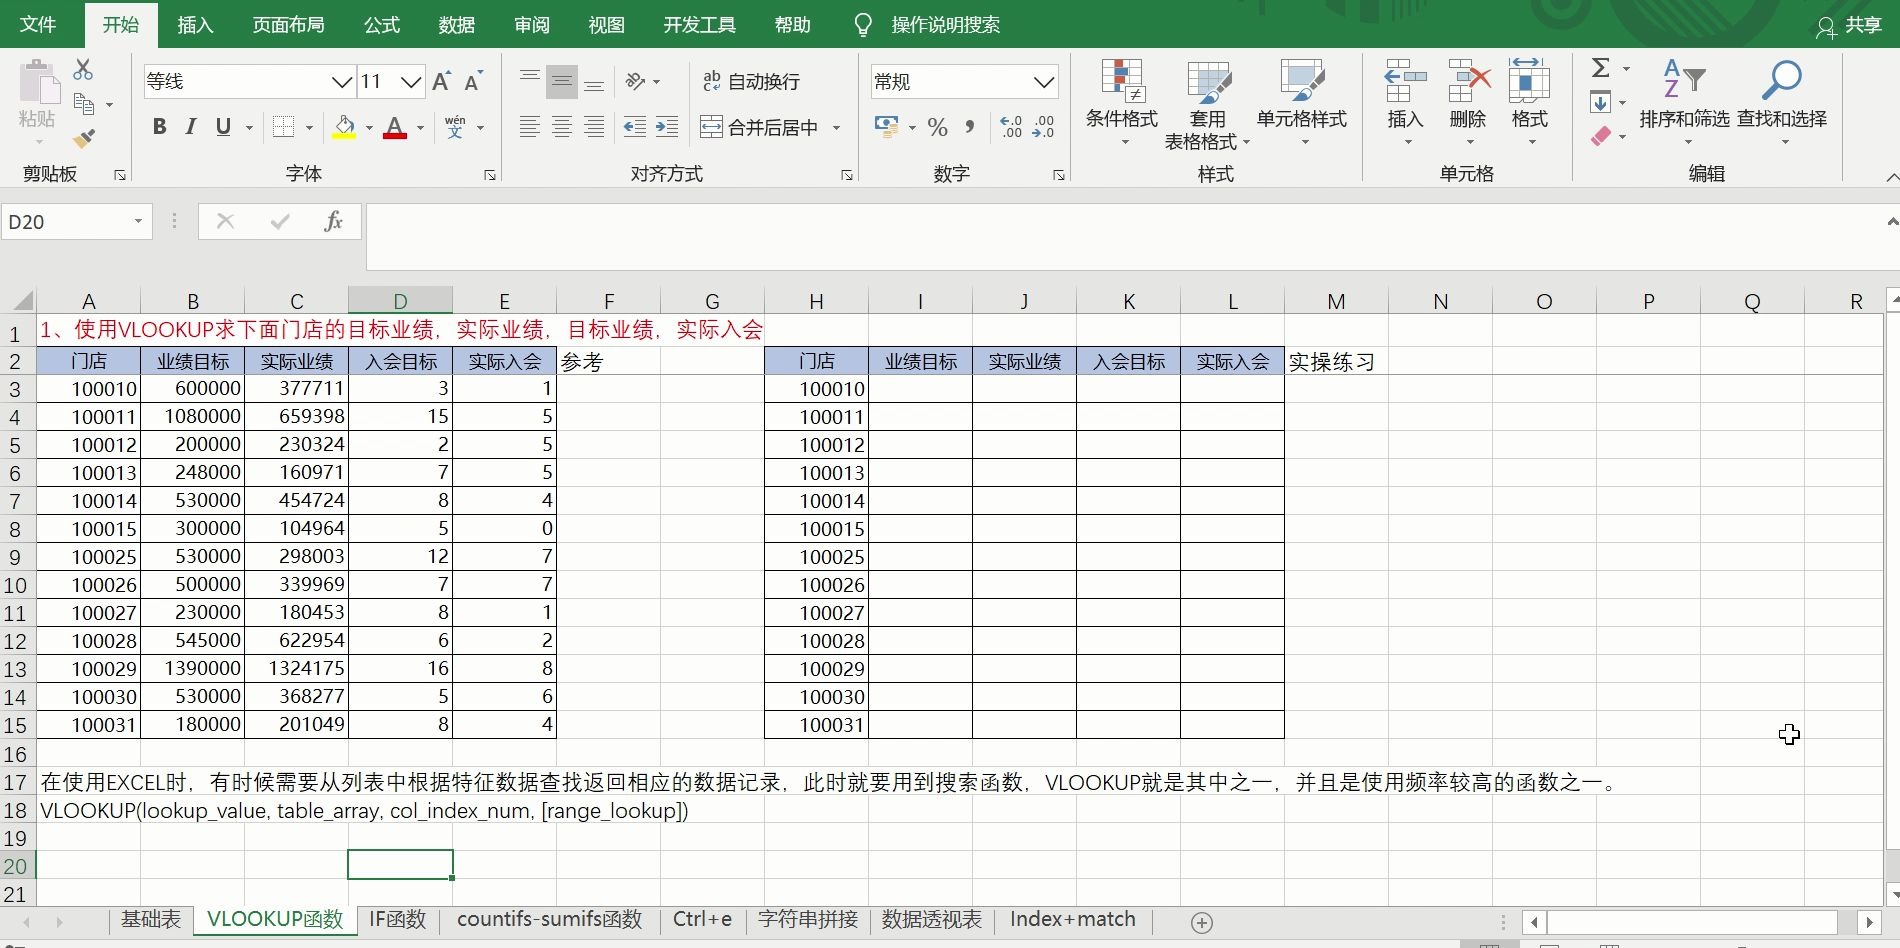 文件 开始 插入 页面布局 公式 数据 审阅 视图 开发工具 帮助 操作说明搜索 共享
等线 11 A A ab 自动换行 常规
粘贴 B I U A wén 文 合并后居中 % 条件格式 套用 表格格式 单元格样式 插入 删除 格式 Σ 排序和筛选 查找和选择
剪贴板 字体 对齐方式 数字 样式 单元格 编辑
D20 fx
A B C D E F G H I J K L M N O P Q R
1 1、使用VLOOKUP求下面门店的目标业绩，实际业绩，目标业绩，实际入会
2 门店 业绩目标 实际业绩 入会目标 实际入会 参考 门店 业绩目标 实际业绩 入会目标 实际入会 实操练习
3 100010 600000 377711 3 1 100010
4 100011 1080000 659398 15 5 100011
5 100012 200000 230324 2 5 100012
6 100013 248000 160971 7 5 100013
7 100014 530000 454724 8 4 100014
8 100015 300000 104964 5 0 100015
9 100025 530000 298003 12 7 100025
10 100026 500000 339969 7 7 100026
11 100027 230000 180453 8 1 100027
12 100028 545000 622954 6 2 100028
13 100029 1390000 1324175 16 8 100029
14 100030 530000 368277 5 6 100030
15 100031 180000 201049 8 4 100031
16
17 在使用EXCEL时，有时候需要从列表中根据特征数据查找返回相应的数据记录，此时就要用到搜索函数，VLOOKUP就是其中之一，并且是使用频率较高的函数之一。
18 VLOOKUP(lookup_value, table_array, col_index_num, [range_lookup])
19
20
21
基础表 VLOOKUP函数 IF函数 countifs-sumifs函数 Ctrl+e 字符串拼接 数据透视表 Index+match